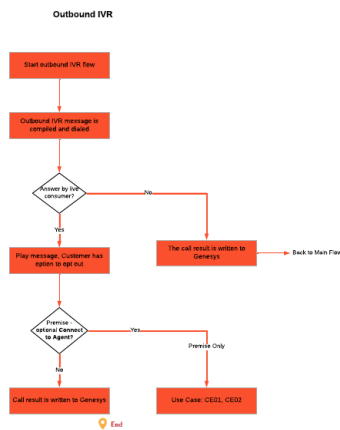 Outbound IVR
Start outbound IVR flow
Outbound IVR message is
compiled and dialed
Answer by live
consumer?
No
Yes
Play message, Customer has
option to opt out
The call result is written to
Genesys
Back to Main Flow
Premise -
optional Connect
to Agent?
Yes
Premise Only
No
Call result is written to Genesys
Use Case: CE01, CE02
End